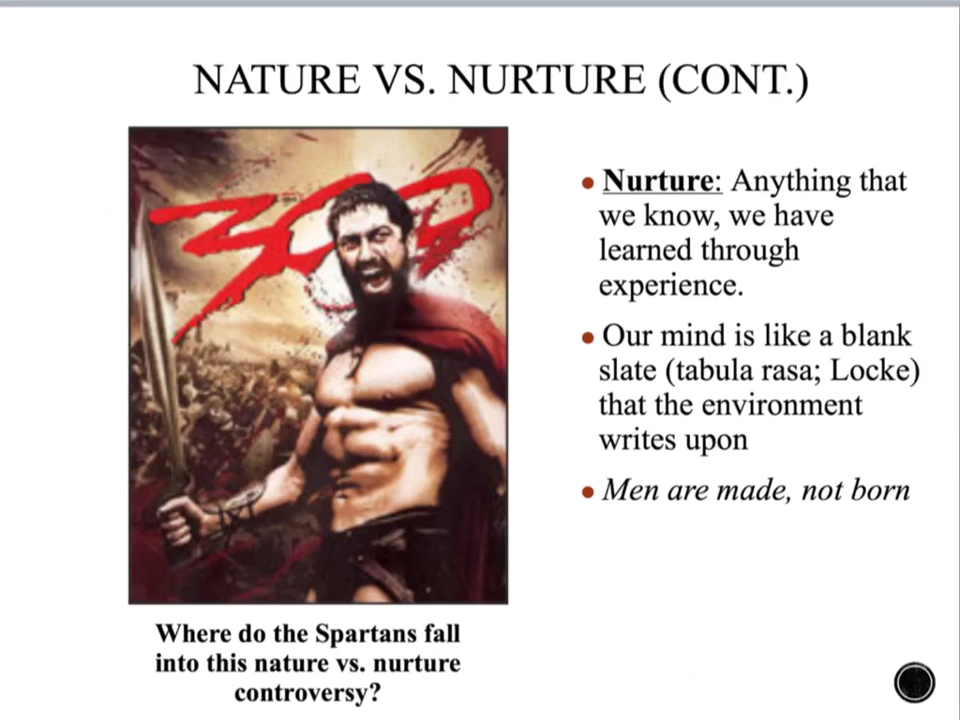 NATURE VS. NURTURE (CONT.)
300
• Nurture: Anything that
we know, we have
learned through
experience.
• Our mind is like a blank
slate (tabula rasa; Locke)
that the environment
writes upon
• Men are made, not born
Where do the Spartans fall
into this nature vs. nurture
controversy?